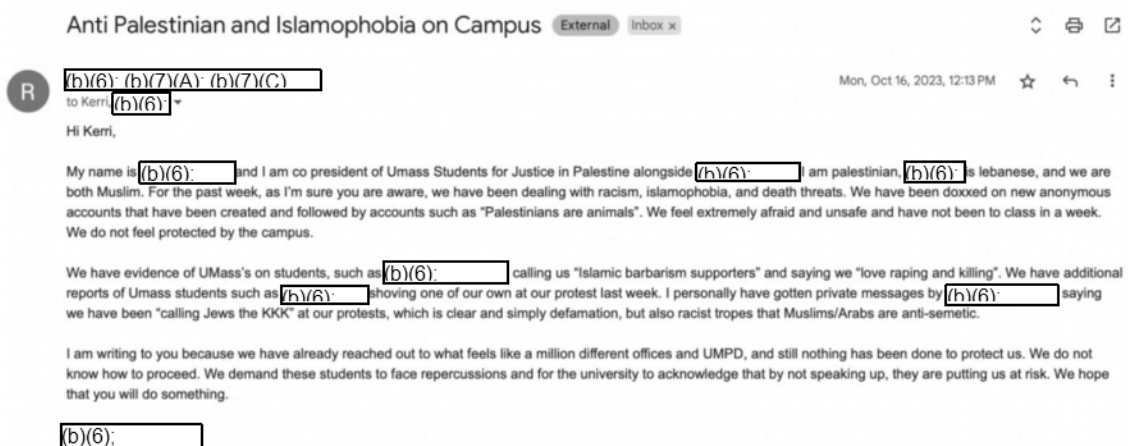 Anti Palestinian and Islamophobia on Campus External Inbox x
(b)(6); (b)(7)(A); (b)(7)(C)
Mon, Oct 16, 2023, 12:13 PM
R
to Kerri, (b)(6);
Hi Kerri,
My name is (b)(6); and I am co president of Umass Students for Justice in Palestine alongside (b)(6); I am palestinian, (b)(6); is lebanese, and we are
both Muslim. For the past week, as I'm sure you are aware, we have been dealing with racism, islamophobia, and death threats. We have been doxxed on new anonymous
accounts that have been created and followed by accounts such as "Palestinians are animals". We feel extremely afraid and unsafe and have not been to class in a week.
We do not feel protected by the campus.
We have evidence of UMass's on students, such as (b)(6); calling us "Islamic barbarism supporters" and saying we "love raping and killing". We have additional
reports of Umass students such as (b)(6); shoving one of our own at our protest last week. I personally have gotten private messages by (b)(6); saying
we have been "calling Jews the KKK" at our protests, which is clear and simply defamation, but also racist tropes that Muslims/Arabs are anti-semetic.
I am writing to you because we have already reached out to what feels like a million different offices and UMPD, and still nothing has been done to protect us. We do not
know how to proceed. We demand these students to face repercussions and for the university to acknowledge that by not speaking up, they are putting us at risk. We hope
that you will do something.
(b)(6);